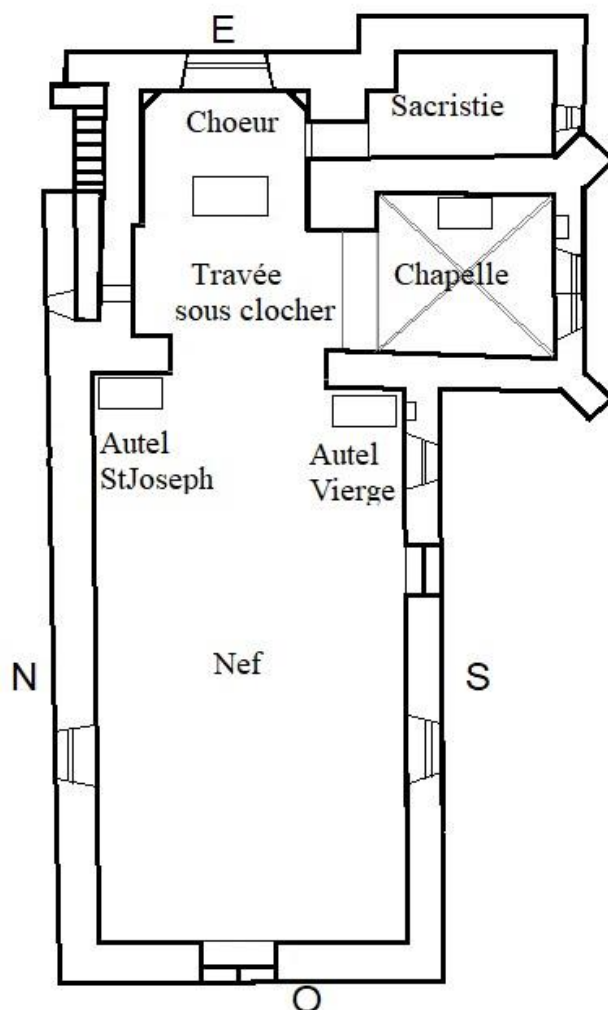 E
Choeur
Sacristie
Travée
sous clocher
Chapelle
Autel
StJoseph
Autel
Vierge
N
Nef
S
O